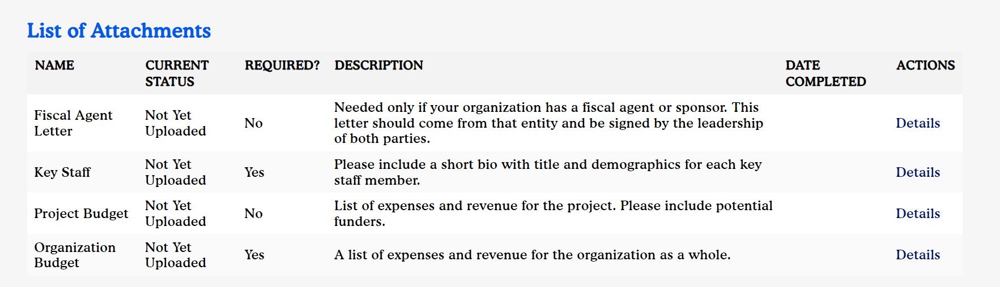 List of Attachments
NAME CURRENT STATUS REQUIRED? DESCRIPTION DATE COMPLETED ACTIONS
Fiscal Agent Letter Not Yet Uploaded No Needed only if your organization has a fiscal agent or sponsor. This letter should come from that entity and be signed by the leadership of both parties. Details
Key Staff Not Yet Uploaded Yes Please include a short bio with title and demographics for each key staff member. Details
Project Budget Not Yet Uploaded No List of expenses and revenue for the project. Please include potential funders. Details
Organization Budget Not Yet Uploaded Yes A list of expenses and revenue for the organization as a whole. Details